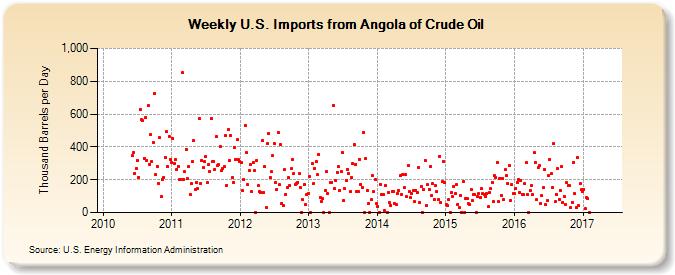 Weekly U.S. Imports from Angola of Crude Oil
Thousand Barrels per Day
1,000
800
600
400
200
0
2010 2011 2012 2013 2014 2015 2016 2017
Source: U.S. Energy Information Administration